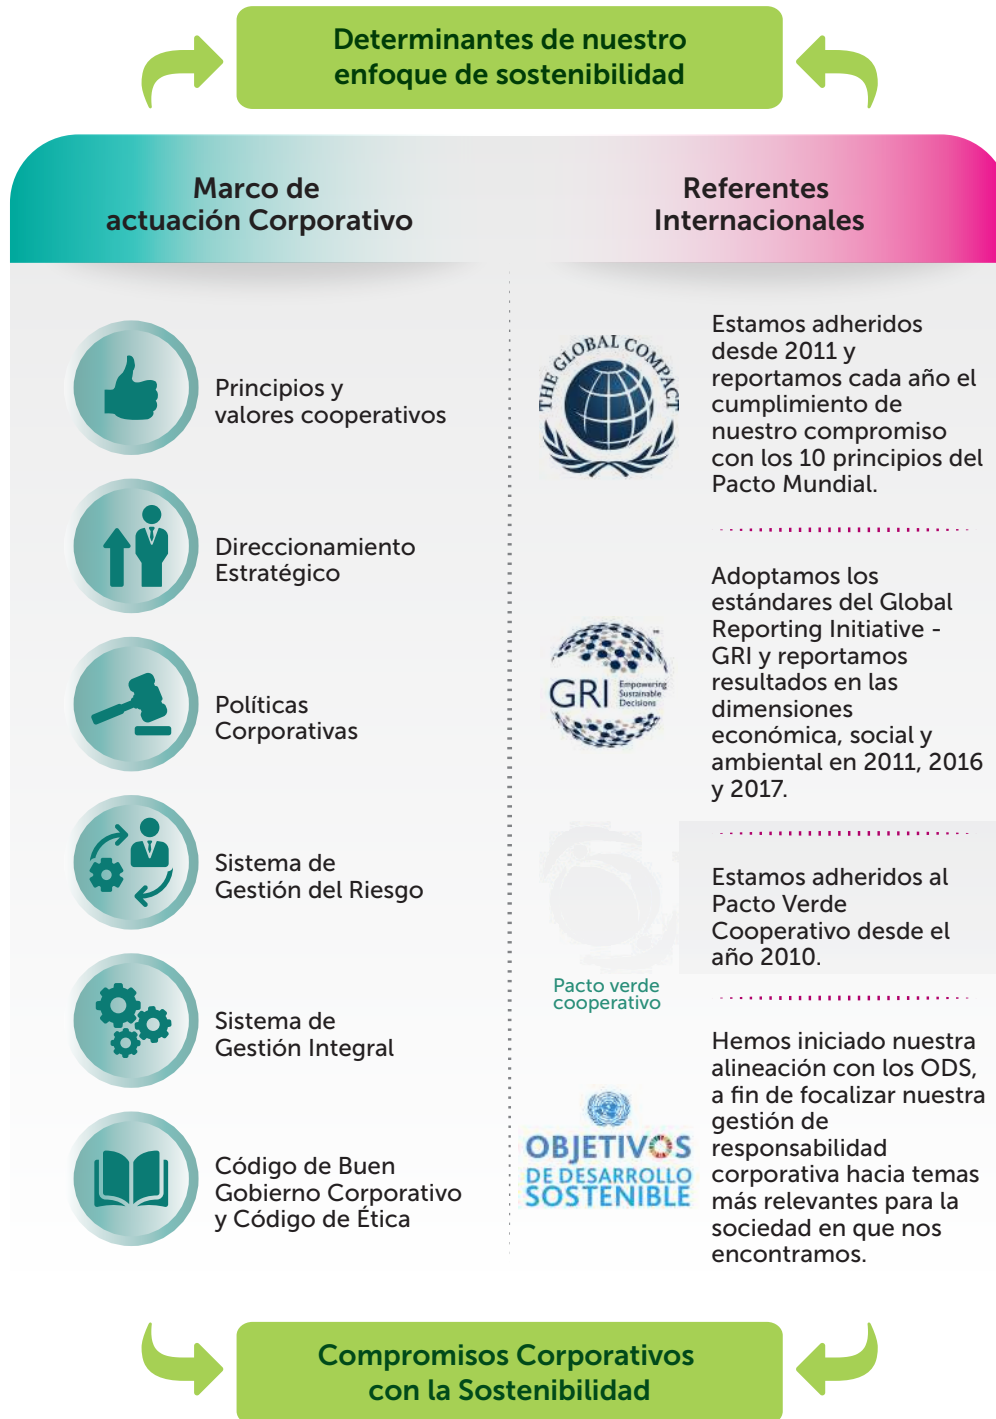 Determinantes de nuestro
enfoque de sostenibilidad
Marco de
actuación Corporativo
Principios y
valores cooperativos
Direccionamiento
Estratégico
Políticas
Corporativas
Sistema de
Gestión del Riesgo
Sistema de
Gestión Integral
Código de Buen
Gobierno Corporativo
y Código de Ética
Referentes
Internacionales
THE GLOBAL COMPACT
Estamos adheridos
desde 2011 y
reportamos cada año el
cumplimiento de
nuestro compromiso
con los 10 principios del
Pacto Mundial.
GRI
Empowering
Sustainable
Decisions
Adoptamos los
estándares del Global
Reporting Initiative -
GRI y reportamos
resultados en las
dimensiones
económica, social y
ambiental en 2011, 2016
y 2017.
Pacto verde
cooperativo
Estamos adheridos al
Pacto Verde
Cooperativo desde el
año 2010.
OBJETIVOS
DE DESARROLLO
SOSTENIBLE
Hemos iniciado nuestra
alineación con los ODS,
a fin de focalizar nuestra
gestión de
responsabilidad
corporativa hacia temas
más relevantes para la
sociedad en que nos
encontramos.
Compromisos Corporativos
con la Sostenibilidad